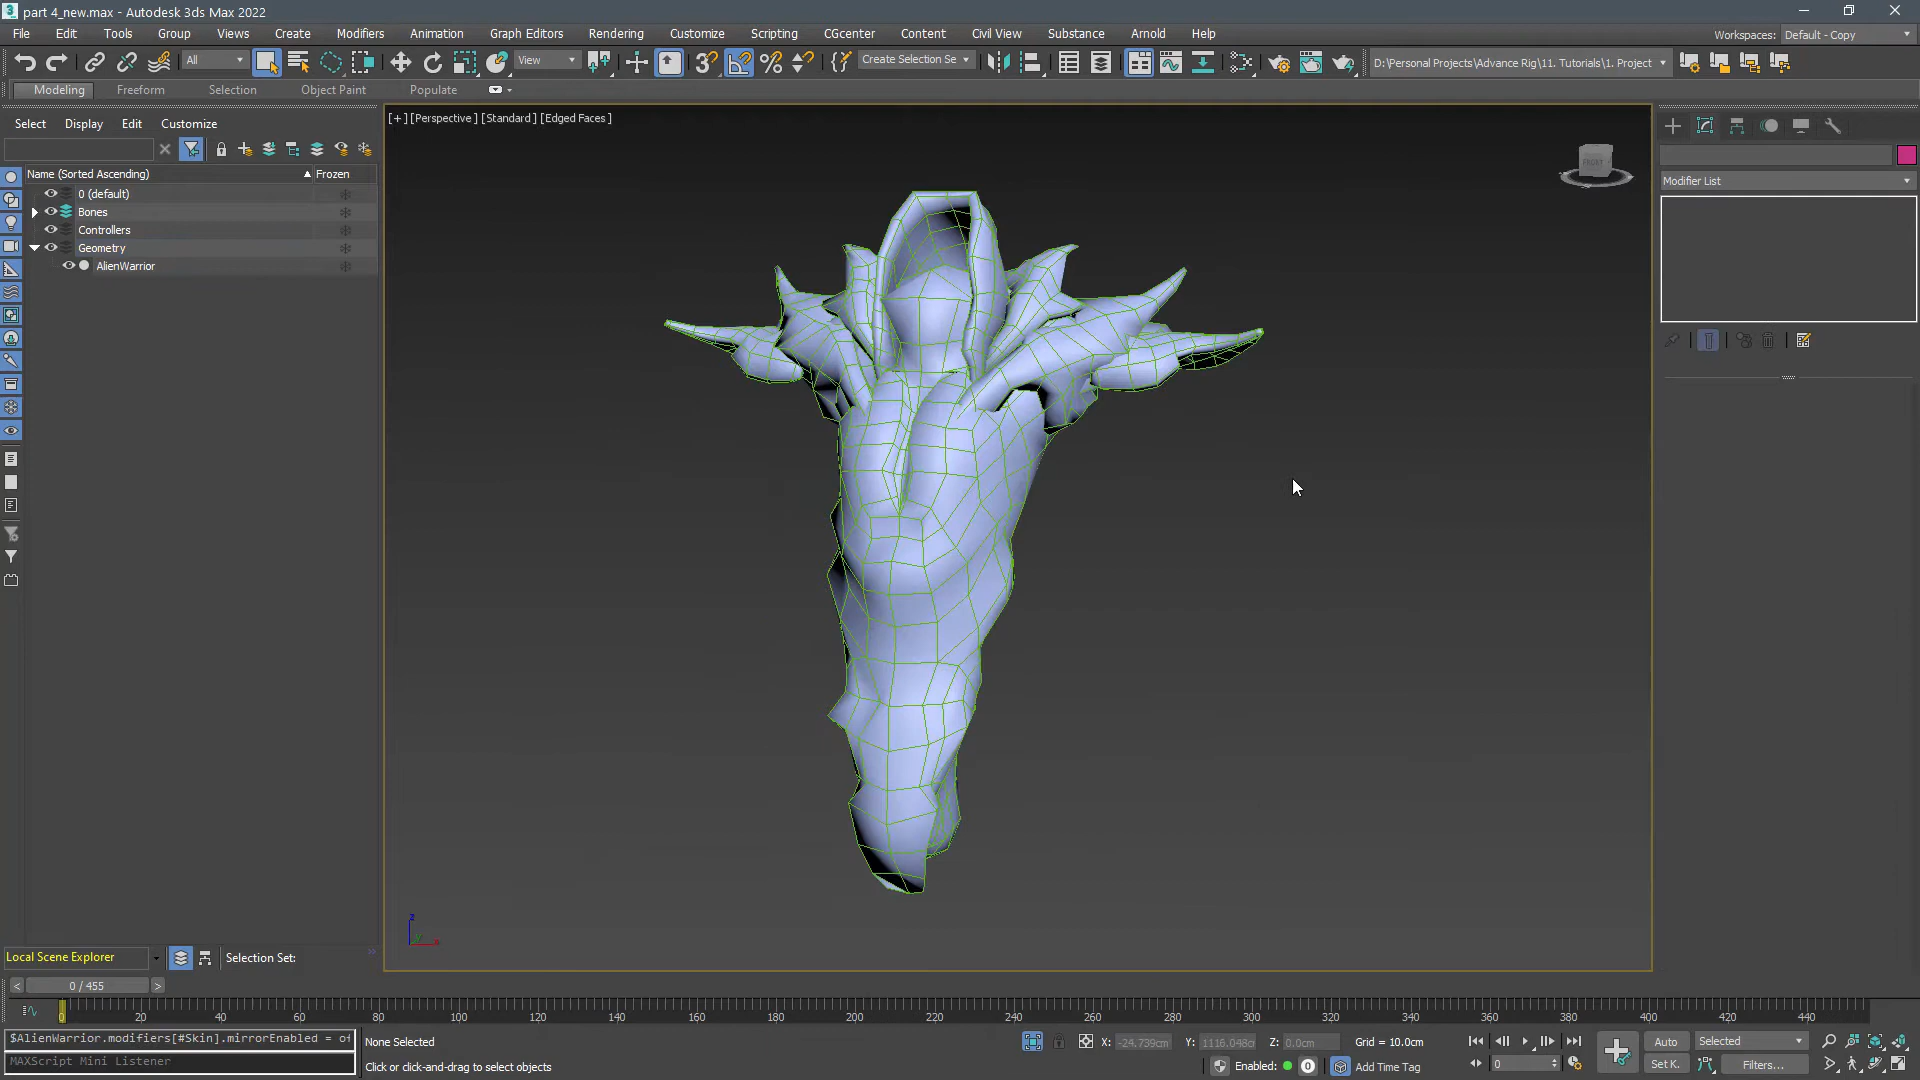 part 4_new.max - Autodesk 3ds Max 2022
File Edit Tools Group Views Create Modifiers Animation Graph Editors Rendering Customize Scripting CGcenter Content Civil View Substance Arnold Help
Workspaces: Default - Copy
All View Create Selection Se D:\Personal Projects\Advance Rig\11. Tutorials\1. Project
Modeling Freeform Selection Object Paint Populate
Select Display Edit Customize
[+] [Perspective ] [Standard ] [Edged Faces ]
FRONT
Modifier List
Name (Sorted Ascending) Frozen
0 (default)
Bones
Controllers
Geometry
AlienWarrior
Local Scene Explorer Selection Set:
z
x
0 / 455
0 20 40 60 80 100 120 140 160 180 200 220 240 260 280 300 320 340 360 380 400 420 440
$AlienWarrior.modifiers[#Skin].mirrorEnabled = of
MAXScript Mini Listener
None Selected
Click or click-and-drag to select objects
X: -24.739cm Y: 1116.048c Z: 0.0cm Grid = 10.0cm
Enabled: 0 Add Time Tag
0
Auto Selected
Set K. Filters...